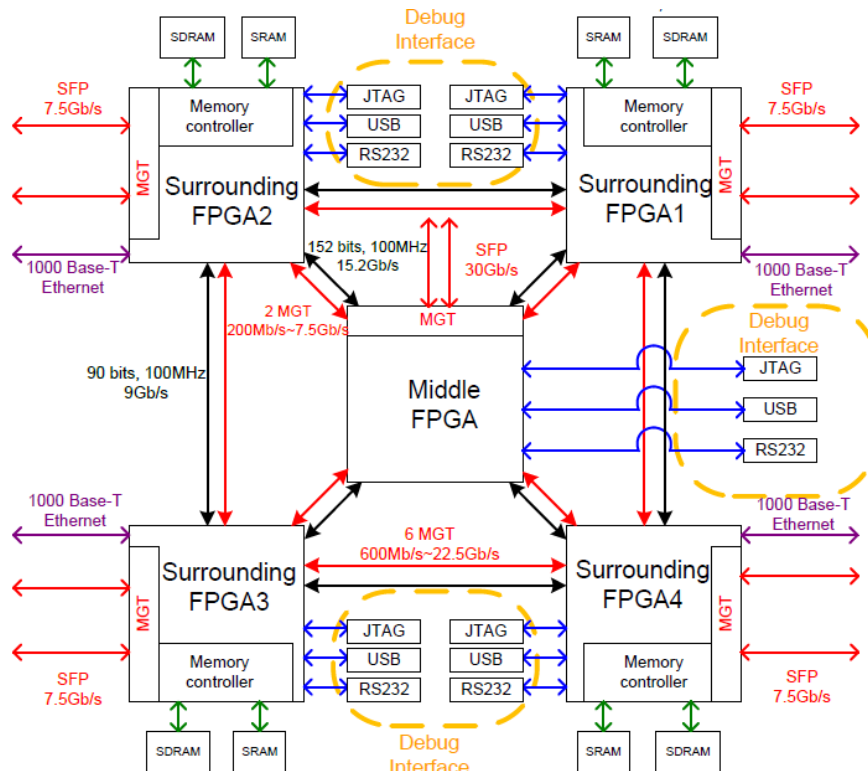 Debug
Interface
SDRAM
SRAM
SRAM
SDRAM
SFP
7.5Gb/s
Memory
controller
JTAG
USB
RS232
JTAG
USB
RS232
Memory
controller
SFP
7.5Gb/s
MGT
Surrounding
FPGA2
Surrounding
FPGA1
MGT
1000 Base-T
Ethernet
152 bits, 100MHz
15.2Gb/s
SFP
30Gb/s
1000 Base-T
Ethernet
2 MGT
200Mb/s~7.5Gb/s
MGT
Debug
Interface
90 bits, 100MHz
9Gb/s
Middle
FPGA
JTAG
USB
RS232
1000 Base-T
Ethernet
6 MGT
600Mb/s~22.5Gb/s
1000 Base-T
Ethernet
MGT
Surrounding
FPGA3
Surrounding
FPGA4
MGT
SFP
7.5Gb/s
Memory
controller
JTAG
USB
RS232
JTAG
USB
RS232
Memory
controller
SFP
7.5Gb/s
SDRAM
SRAM
Debug
Interface
SRAM
SDRAM